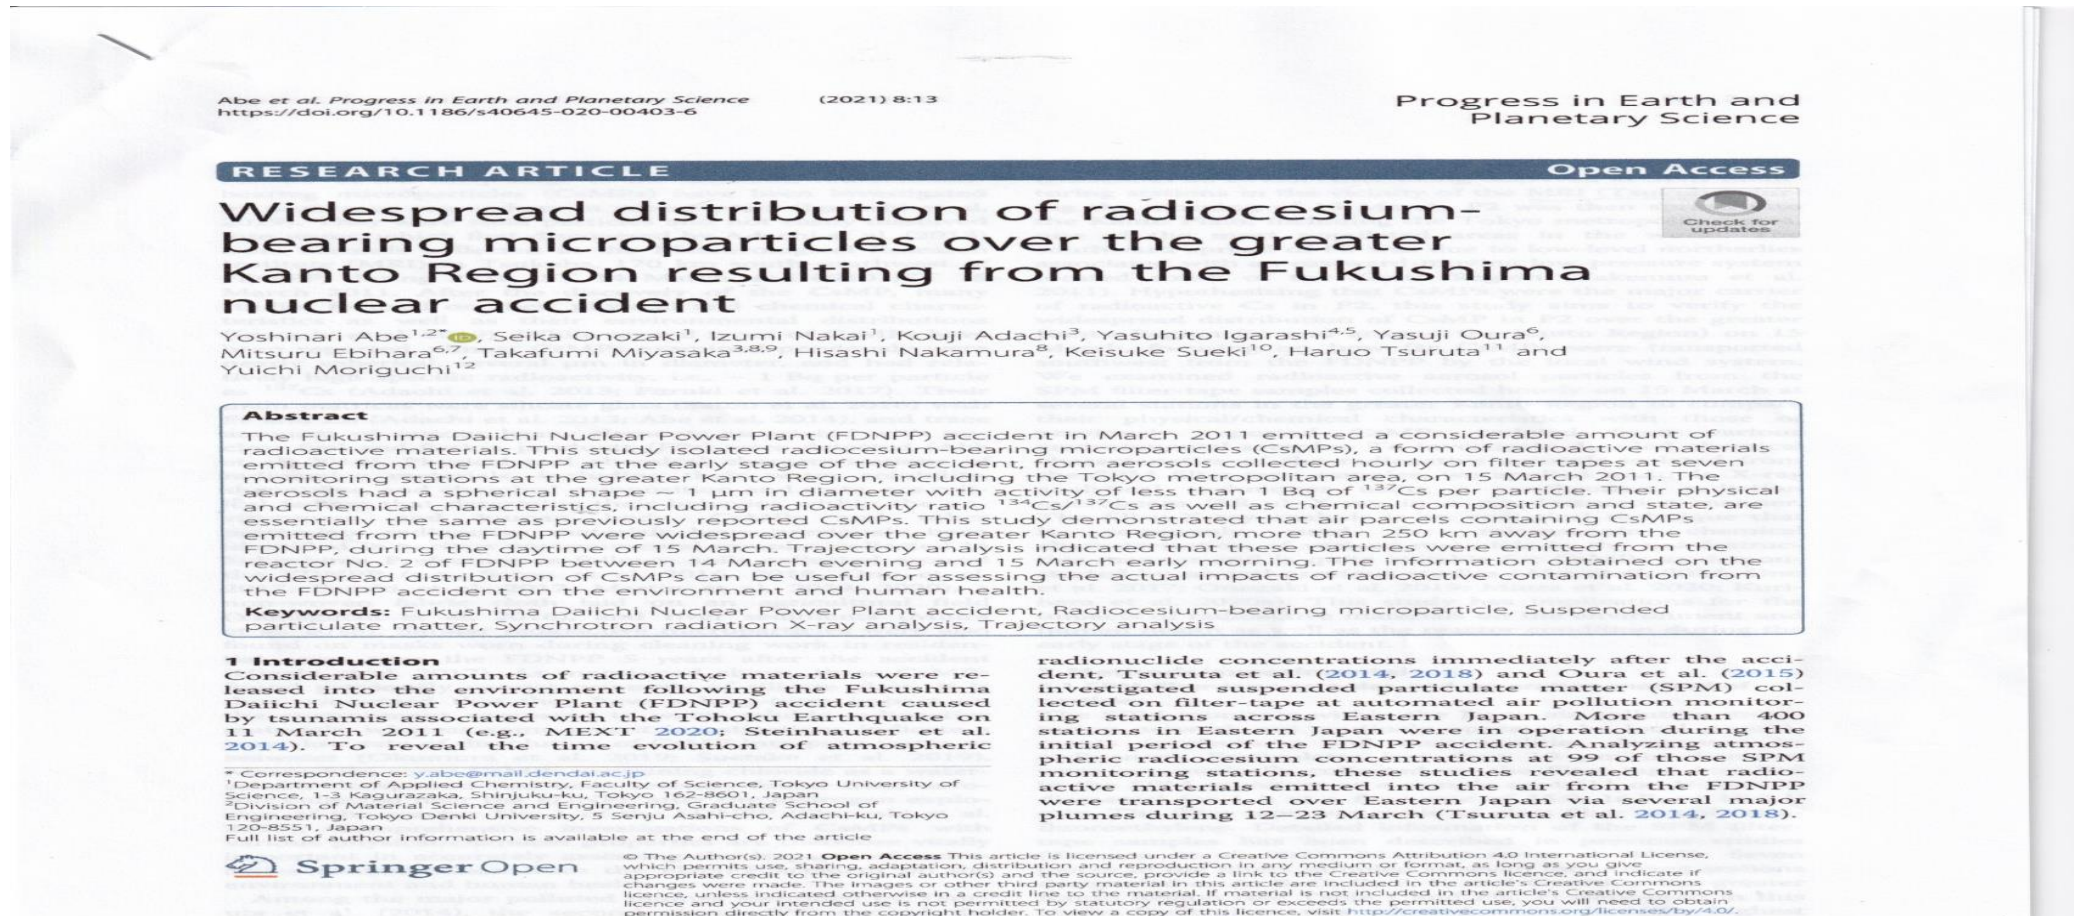 Abe et al. Progress in Earth and Planetary Science (2021) 8:13
https://doi.org/10.1186/s40645-020-00403-6
Progress in Earth and
Planetary Science
RESEARCH ARTICLE
Open Access
Check for
updates
Widespread distribution of radiocesium-
bearing microparticles over the greater
Kanto Region resulting from the Fukushima
nuclear accident
Yoshinari Abe1,2*, Seika Onozaki1, Izumi Nakai1, Kouji Adachi3, Yasuhito Igarashi4,5, Yasuji Oura6,
Mitsuru Ebihara6,7, Takafumi Miyasaka3,8,9, Hisashi Nakamura8, Keisuke Sueki10, Haruo Tsuruta11 and
Yuichi Moriguchi12
Abstract
The Fukushima Daiichi Nuclear Power Plant (FDNPP) accident in March 2011 emitted a considerable amount of
radioactive materials. This study isolated radiocesium-bearing microparticles (CsMPs), a form of radioactive materials
emitted from the FDNPP at the early stage of the accident, from aerosols collected hourly on filter tapes at seven
monitoring stations at the greater Kanto Region, including the Tokyo metropolitan area, on 15 March 2011. The
aerosols had a spherical shape ~ 1 μm in diameter with activity of less than 1 Bq of 137Cs per particle. Their physical
and chemical characteristics, including radioactivity ratio 134Cs/137Cs as well as chemical composition and state, are
essentially the same as previously reported CsMPs. This study demonstrated that air parcels containing CsMPs
emitted from the FDNPP were widespread over the greater Kanto Region, more than 250 km away from the
FDNPP, during the daytime of 15 March. Trajectory analysis indicated that these particles were emitted from the
reactor No. 2 of FDNPP between 14 March evening and 15 March early morning. The information obtained on the
widespread distribution of CsMPs can be useful for assessing the actual impacts of radioactive contamination from
the FDNPP accident on the environment and human health.
Keywords: Fukushima Daiichi Nuclear Power Plant accident, Radiocesium-bearing microparticle, Suspended
particulate matter, Synchrotron radiation X-ray analysis, Trajectory analysis
1 Introduction
Considerable amounts of radioactive materials were re-
leased into the environment following the Fukushima
Daiichi Nuclear Power Plant (FDNPP) accident caused
by tsunamis associated with the Tohoku Earthquake on
11 March 2011 (e.g., MEXT 2020; Steinhauser et al.
2014). To reveal the time evolution of atmospheric
radionuclide concentrations immediately after the acci-
dent, Tsuruta et al. (2014, 2018) and Oura et al. (2015)
investigated suspended particulate matter (SPM) col-
lected on filter-tape at automated air pollution monitor-
ing stations across Eastern Japan. More than 400
stations in Eastern Japan were in operation during the
initial period of the FDNPP accident. Analyzing atmos-
pheric radiocesium concentrations at 99 of those SPM
monitoring stations, these studies revealed that radio-
active materials emitted into the air from the FDNPP
were transported over Eastern Japan via several major
plumes during 12–23 March (Tsuruta et al. 2014, 2018).
* Correspondence: y.abe@mail.dendai.ac.jp
1Department of Applied Chemistry, Faculty of Science, Tokyo University of
Science, 1-3 Kagurazaka, Shinjuku-ku, Tokyo 162-8601, Japan
2Division of Material Science and Engineering, Graduate School of
Engineering, Tokyo Denki University, 5 Senju Asahi-cho, Adachi-ku, Tokyo
120-8551, Japan
Full list of author information is available at the end of the article
Springer Open
© The Author(s). 2021 Open Access This article is licensed under a Creative Commons Attribution 4.0 International License,
which permits use, sharing, adaptation, distribution and reproduction in any medium or format, as long as you give
appropriate credit to the original author(s) and the source, provide a link to the Creative Commons licence, and indicate if
changes were made. The images or other third party material in this article are included in the article's Creative Commons
licence, unless indicated otherwise in a credit line to the material. If material is not included in the article's Creative Commons
licence and your intended use is not permitted by statutory regulation or exceeds the permitted use, you will need to obtain
permission directly from the copyright holder. To view a copy of this licence, visit http://creativecommons.org/licenses/by/4.0/.